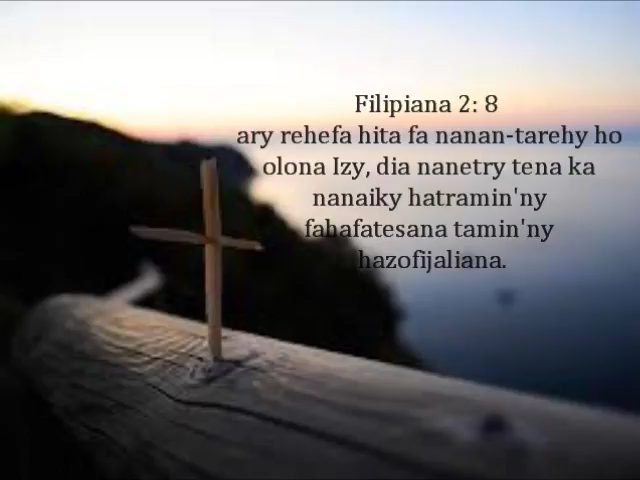 Filipiana 2: 8
ary rehefa hita fa nanan-tarehy ho
olona Izy, dia nanetry tena ka
nanaiky hatramin'ny
fahafatesana tamin'ny
hazofijaliana.